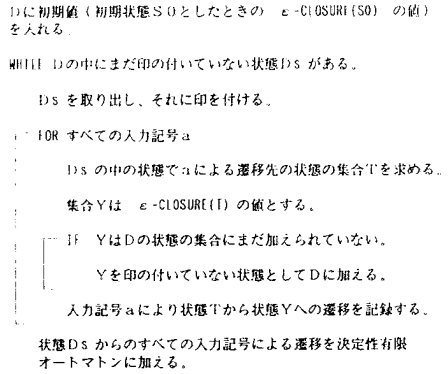 Dに初期値(初期状態S0としたときの ε-CLOSURE(S0) の値)
を入れる。
WHILE Dの中にまだ印の付いていない状態Ds がある。
Ds を取り出し、それに印を付ける。
FOR すべての入力記号a
Ds の中の状態でaによる遷移先の状態の集合Tを求める。
集合Yは ε-CLOSURE(T) の値とする。
IF YはDの状態の集合にまだ加えられていない。
Yを印の付いていない状態としてDに加える。
入力記号aにより状態Tから状態Yへの遷移を記録する。
状態Ds からのすべての入力記号による遷移を決定性有限
オートマトンに加える。